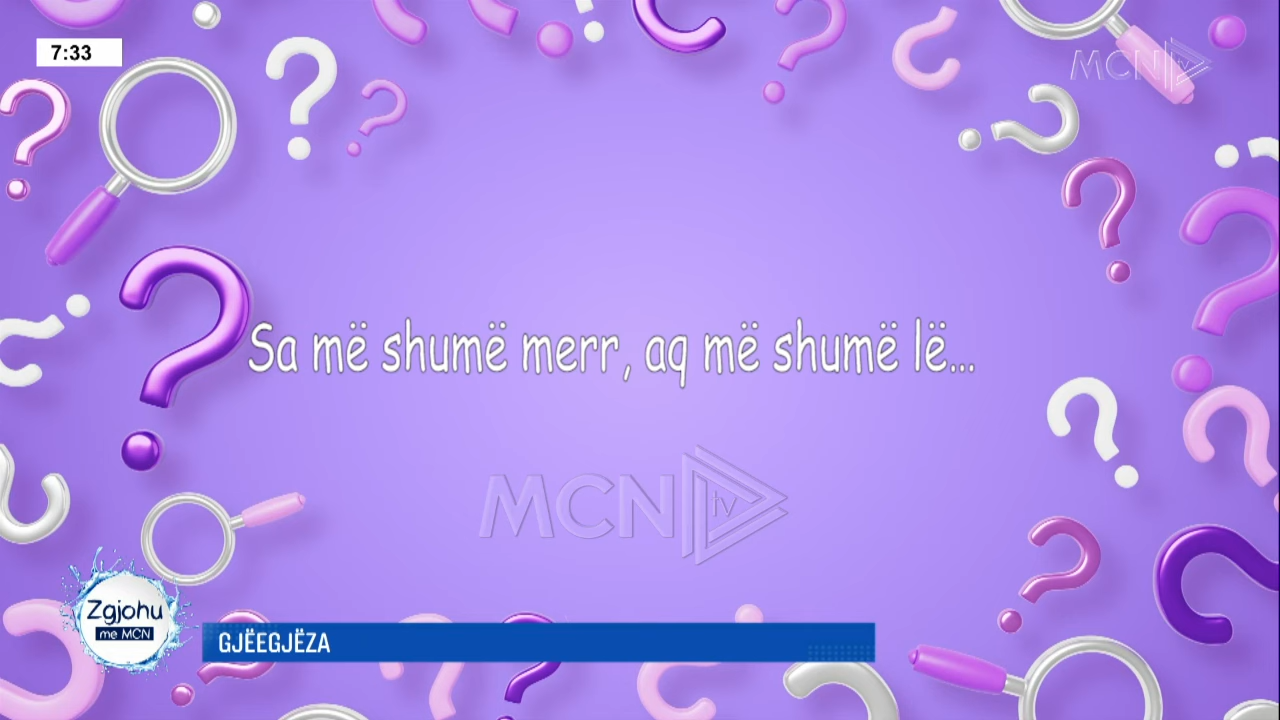 7:33
MCN tv
Sa më shumë merr, aq më shumë lë...
MCN tv
Zgjohu
me MCN
GJËEGJËZA